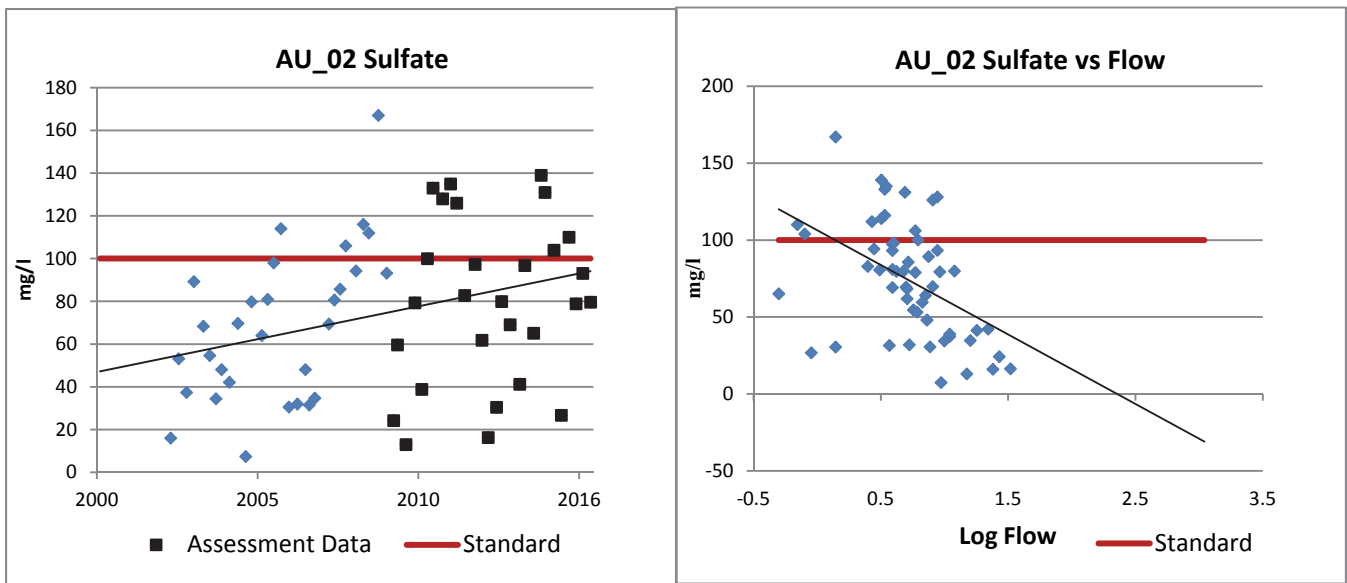 AU_02 Sulfate
180
160
140
120
100
80
60
40
20
0
mg/l
2000 2005 2010 2016
Assessment Data Standard
AU_02 Sulfate vs Flow
200
150
100
50
0
-50
mg/l
-0.5 0.5 1.5 2.5 3.5
Log Flow Standard